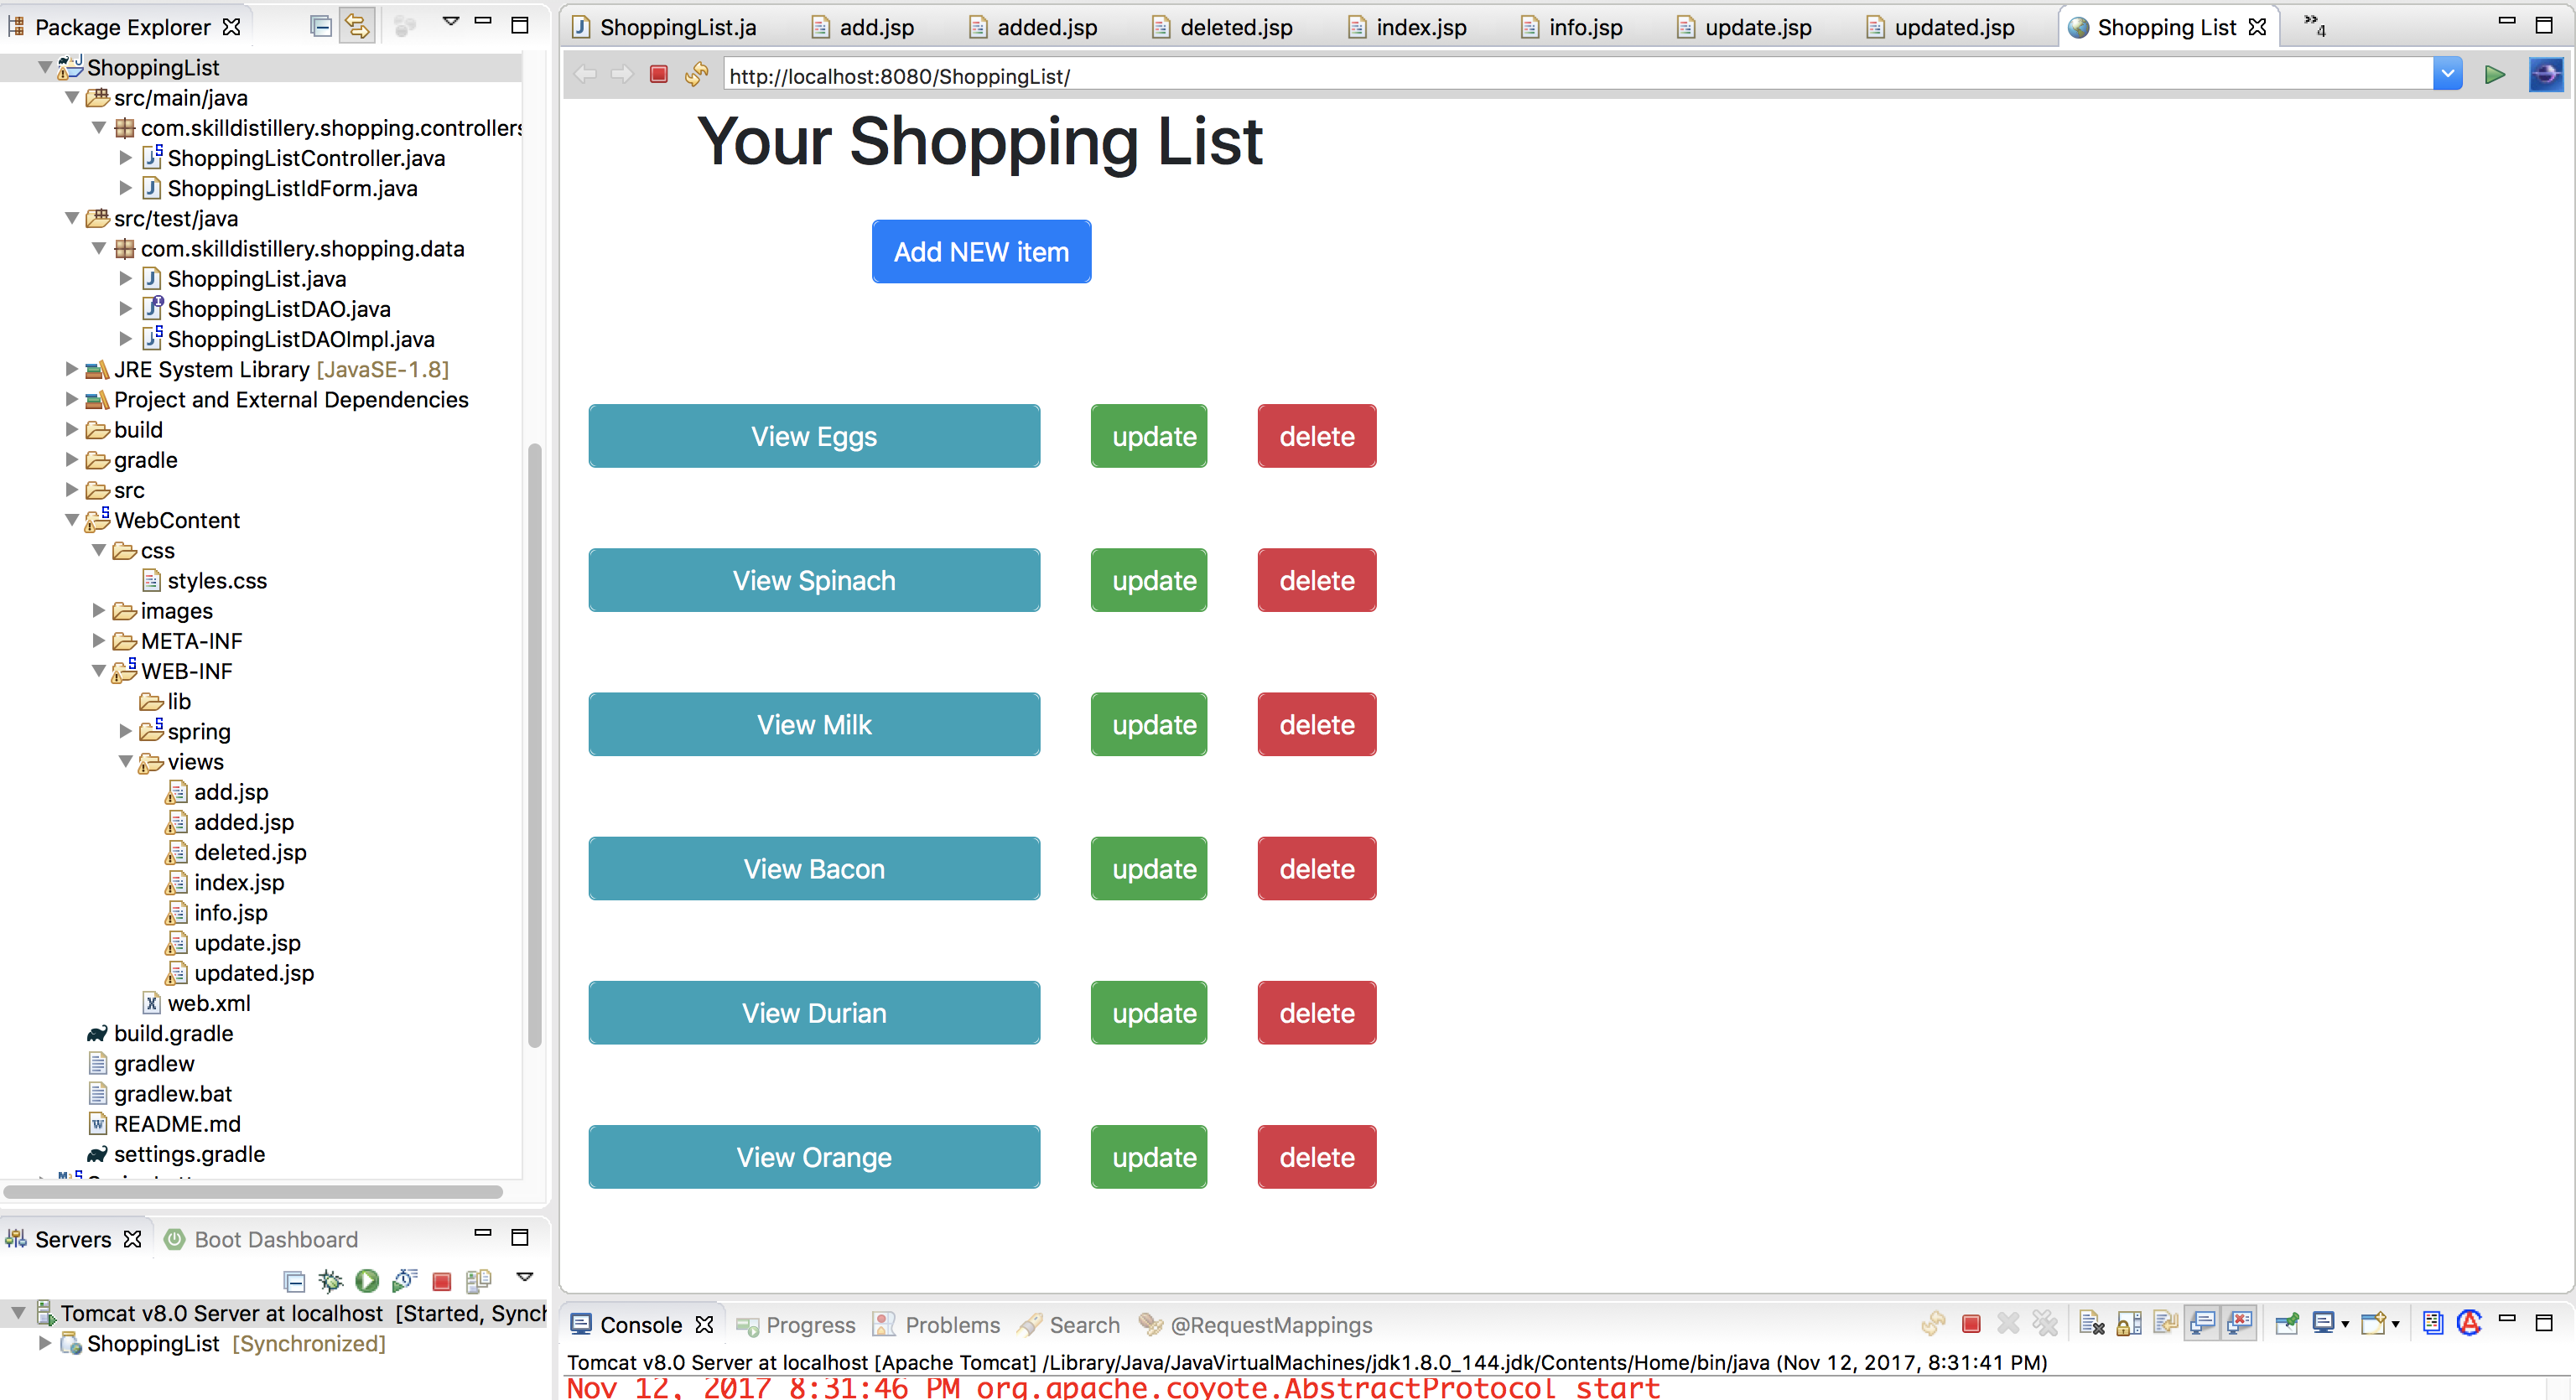 Package Explorer
ShoppingList
src/main/java
com.skilldistillery.shopping.controllers
ShoppingListController.java
ShoppingListIdForm.java
src/test/java
com.skilldistillery.shopping.data
ShoppingList.java
ShoppingListDAO.java
ShoppingListDAOImpl.java
JRE System Library [JavaSE-1.8]
Project and External Dependencies
build
gradle
src
WebContent
css
styles.css
images
META-INF
WEB-INF
lib
spring
views
add.jsp
added.jsp
deleted.jsp
index.jsp
info.jsp
update.jsp
updated.jsp
web.xml
build.gradle
gradlew
gradlew.bat
README.md
settings.gradle
Servers Boot Dashboard
Tomcat v8.0 Server at localhost [Started, Synch
ShoppingList [Synchronized]
ShoppingList.ja add.jsp added.jsp deleted.jsp index.jsp info.jsp update.jsp updated.jsp Shopping List »4
http://localhost:8080/ShoppingList/
Your Shopping List
Add NEW item
View Eggs update delete
View Spinach update delete
View Milk update delete
View Bacon update delete
View Durian update delete
View Orange update delete
Console Progress Problems Search @RequestMappings
Tomcat v8.0 Server at localhost [Apache Tomcat] /Library/Java/JavaVirtualMachines/jdk1.8.0_144.jdk/Contents/Home/bin/java (Nov 12, 2017, 8:31:41 PM)
Nov 12, 2017 8:31:46 PM org.apache.coyote.AbstractProtocol start